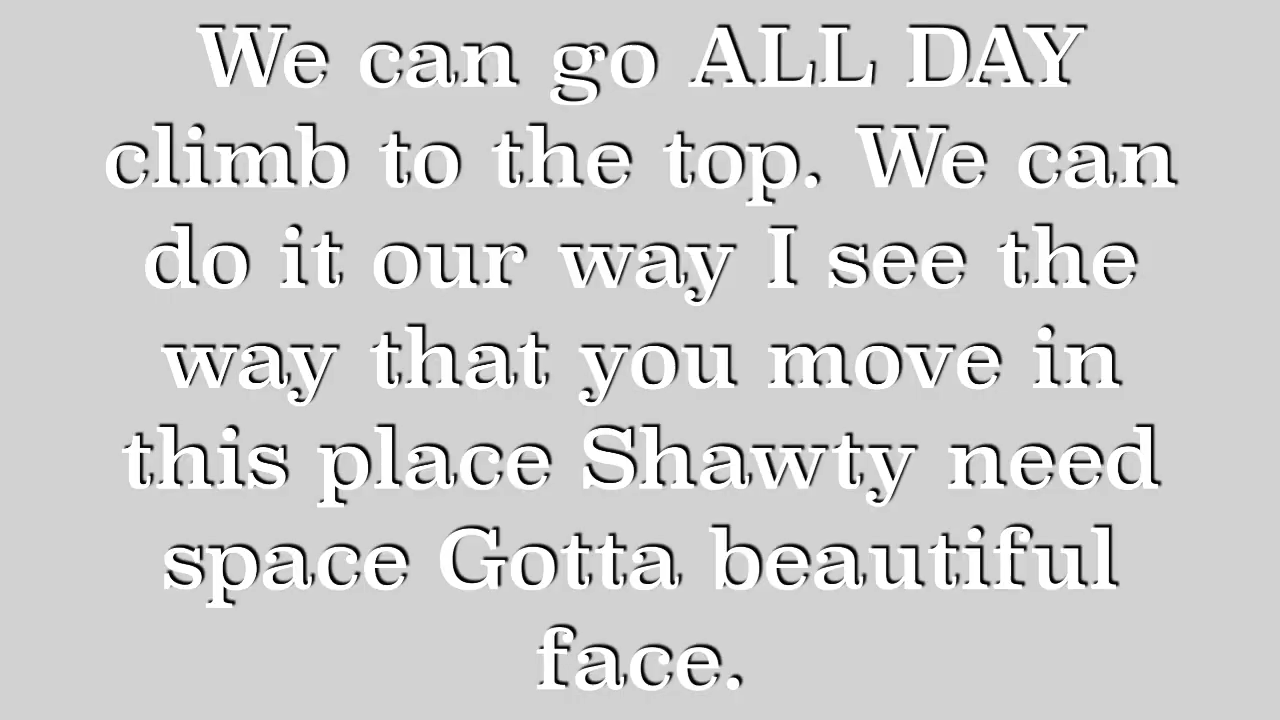 We can go ALL DAY
climb to the top. We can
do it our way I see the
way that you move in
this place Shawty need
space Gotta beautiful
face.